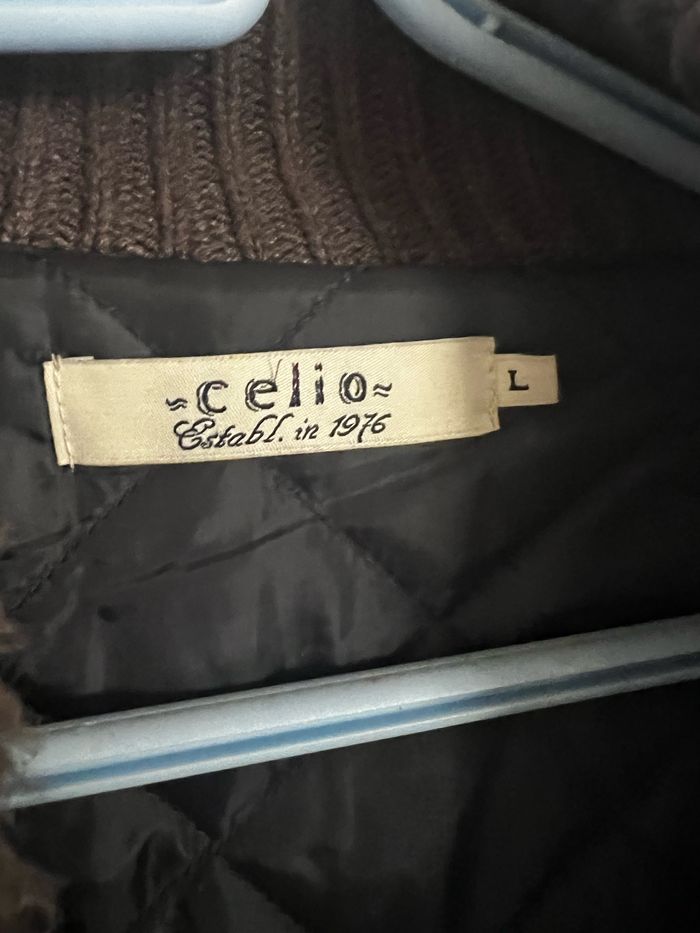 ~celio~
Establ. in 1976
L